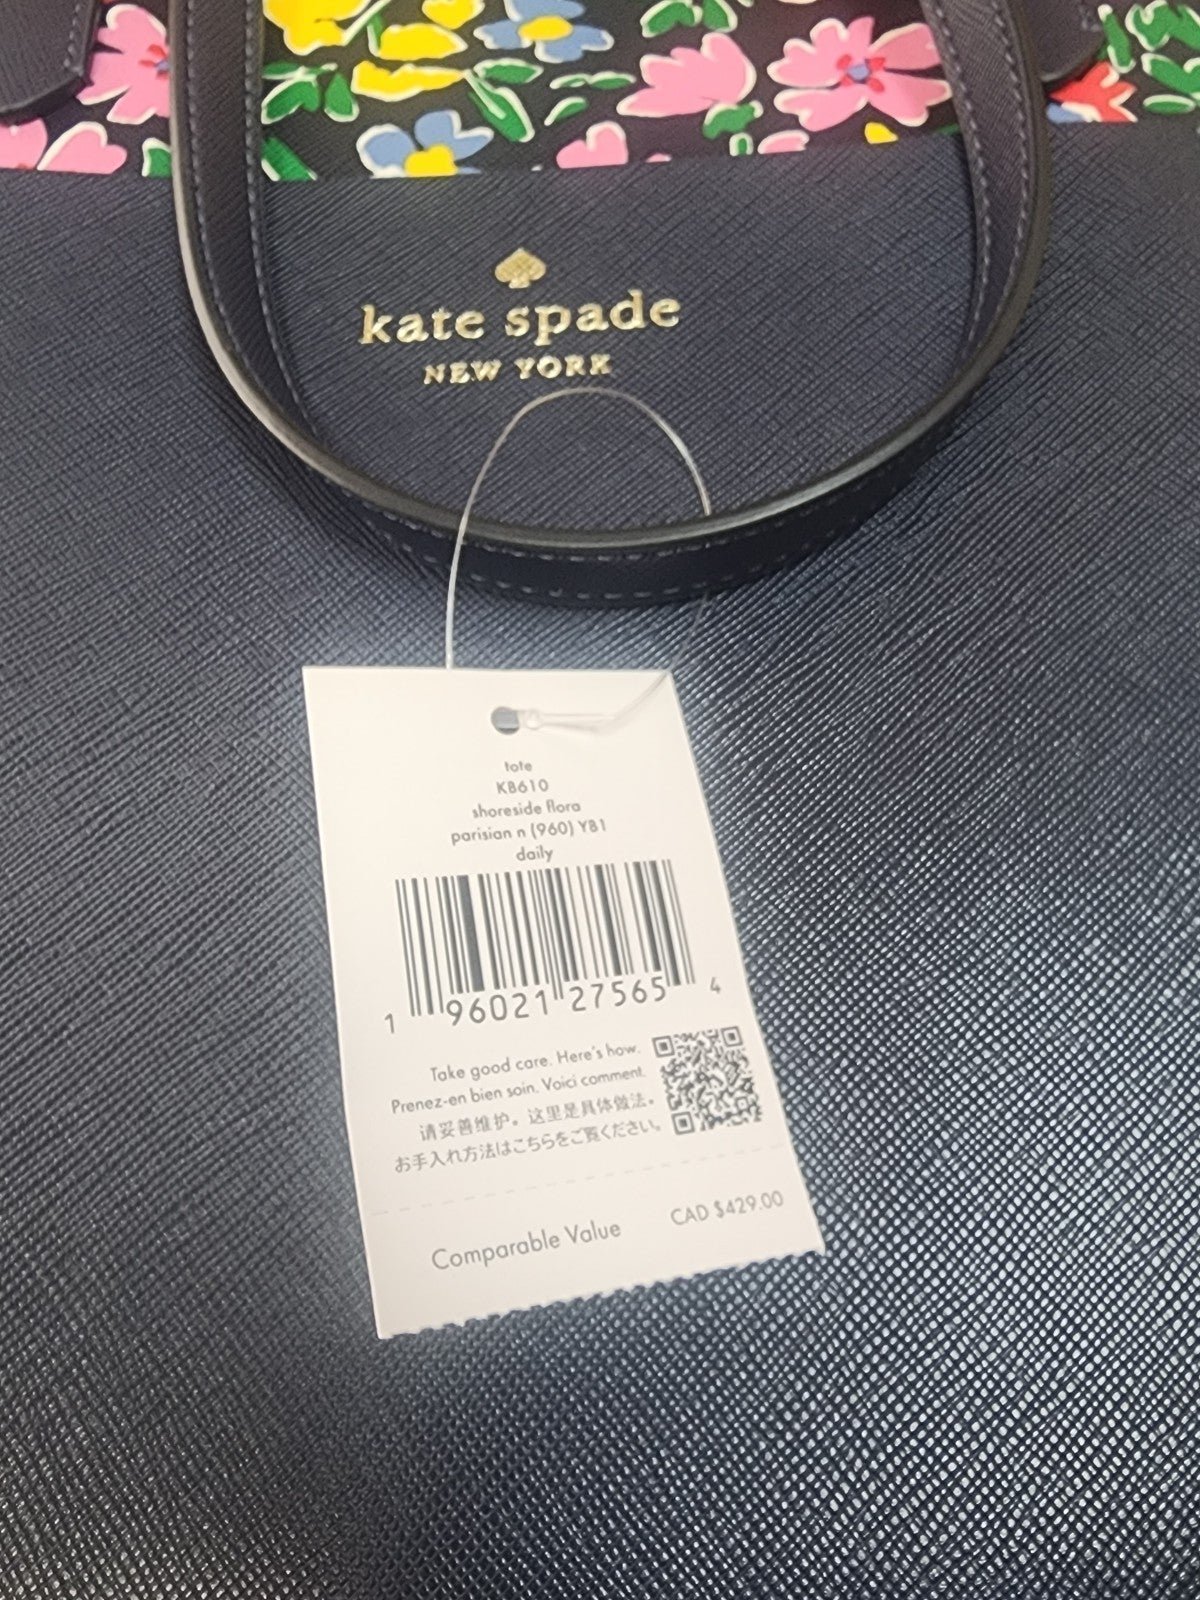 kate spade
NEW YORK
tote
KB610
shoreside flora
parisian n (960) YB1
daily
1 96021 27565 4
Take good care. Here's how.
Prenez-en bien soin. Voici comment.
请妥善维护。这里是具体做法。
お手入れ方法はこちらをご覧ください。
Comparable Value CAD $429.00